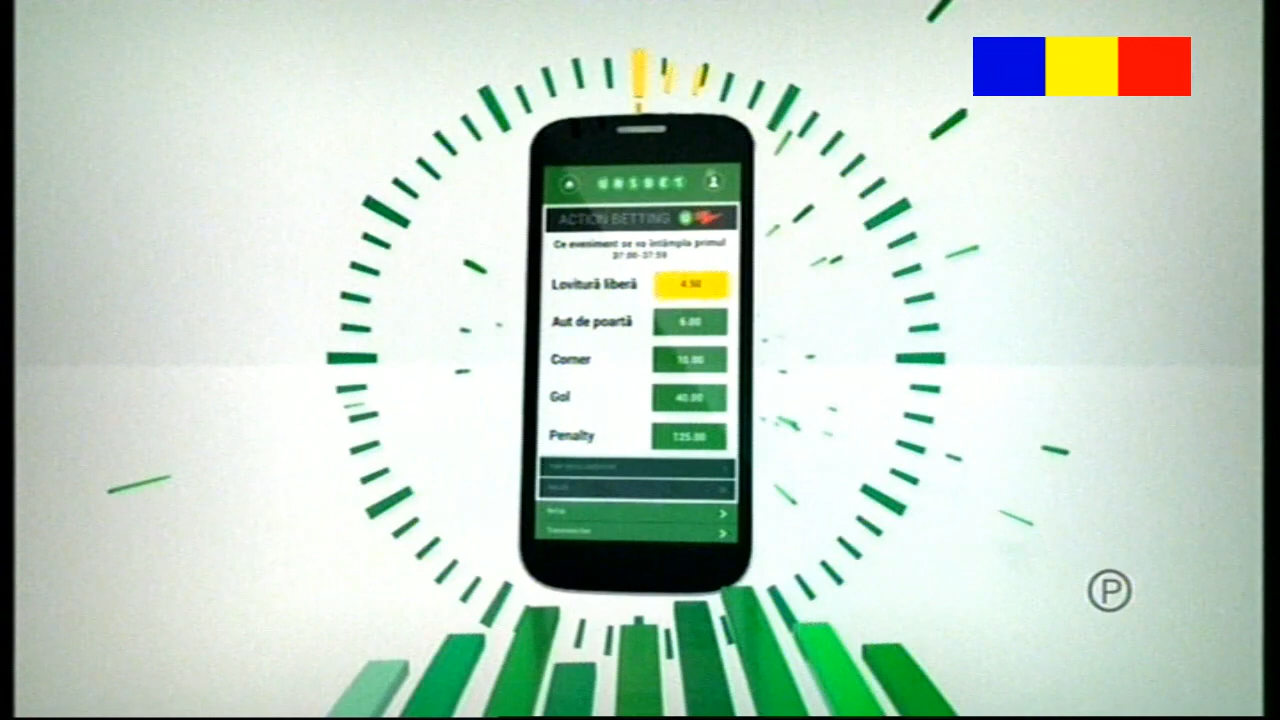 UNIBET
ACTION BETTING
Ce eveniment se va întâmpla primul
37:00-37:59
Lovitură liberă 4.50
Aut de poartă 6.00
Corner 10.00
Gol 40.00
Penalty 125.00
P